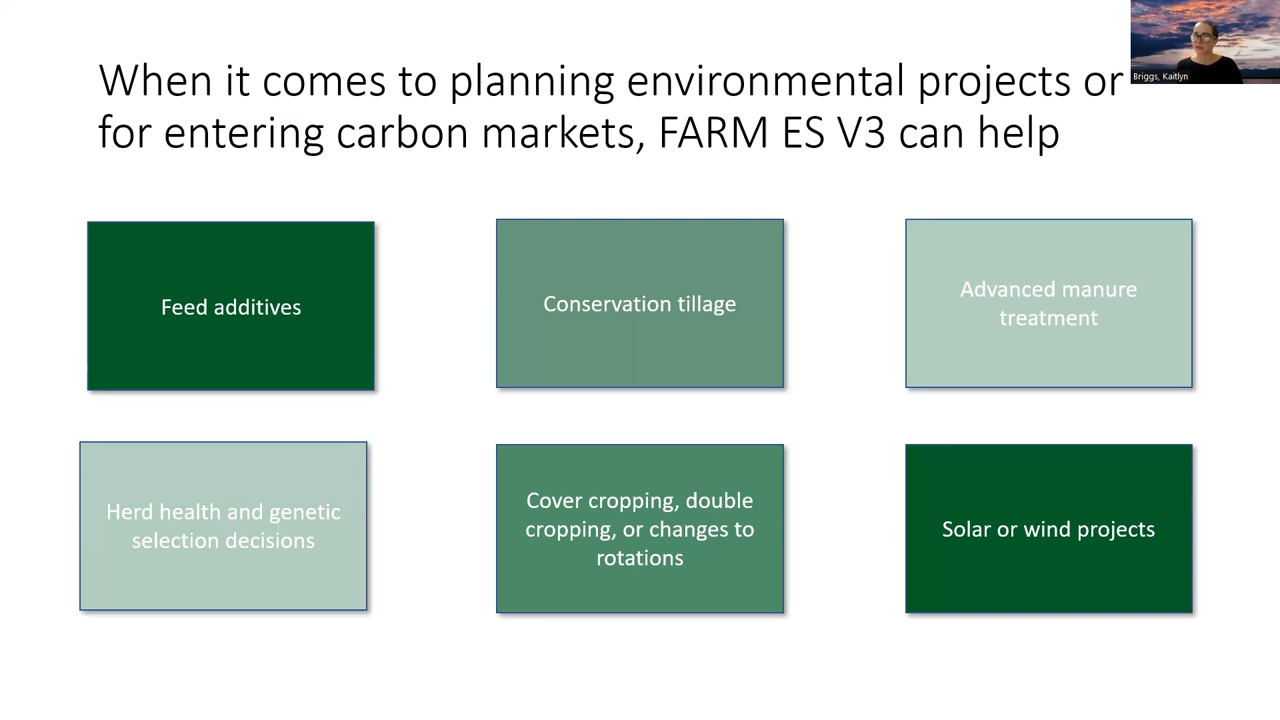 When it comes to planning environmental projects or
for entering carbon markets, FARM ES V3 can help
Briggs, Kaitlyn
Feed additives
Conservation tillage
Advanced manure
treatment
Herd health and genetic
selection decisions
Cover cropping, double
cropping, or changes to
rotations
Solar or wind projects